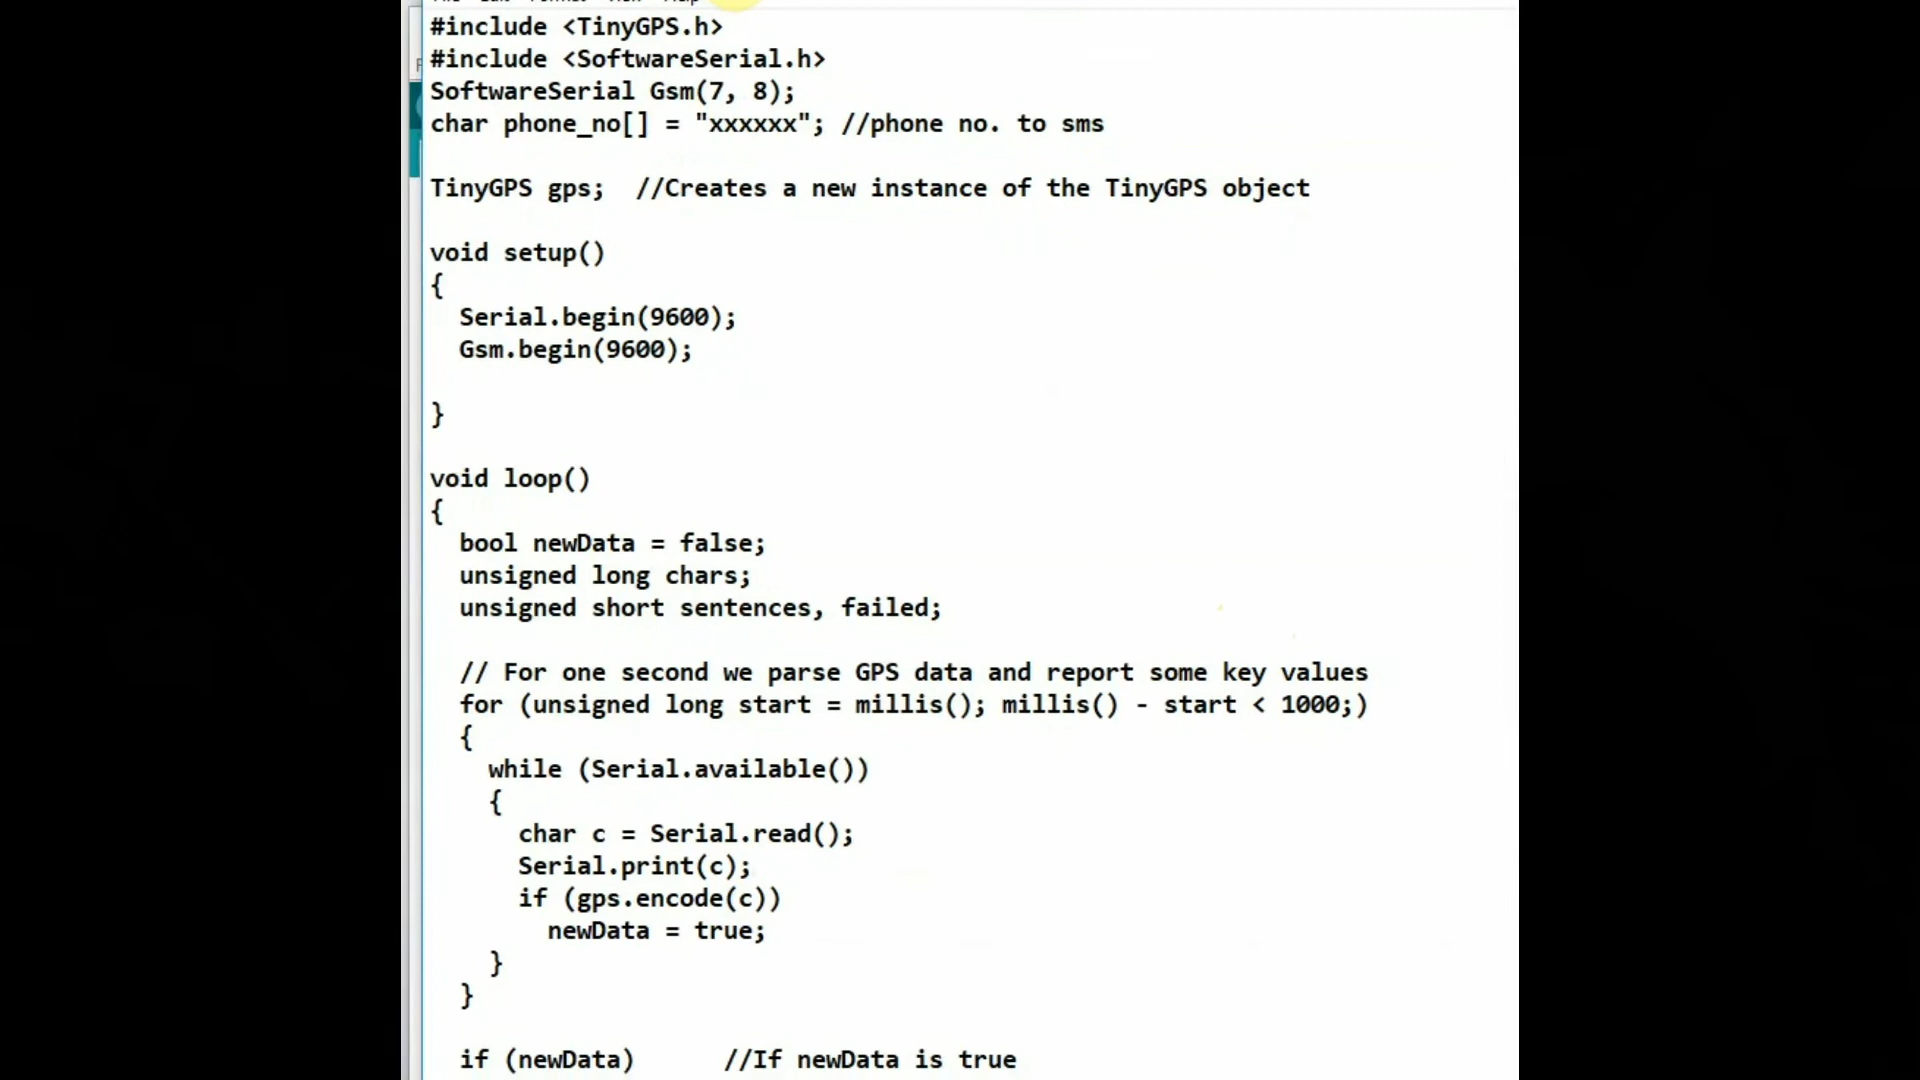 #include <TinyGPS.h>
#include <SoftwareSerial.h>
SoftwareSerial Gsm(7, 8);
char phone_no[] = "xxxxxx"; //phone no. to sms
TinyGPS gps;  //Creates a new instance of the TinyGPS object
void setup()
{
  Serial.begin(9600);
  Gsm.begin(9600);
}
void loop()
{
  bool newData = false;
  unsigned long chars;
  unsigned short sentences, failed;
  // For one second we parse GPS data and report some key values
  for (unsigned long start = millis(); millis() - start < 1000;)
  {
    while (Serial.available())
    {
      char c = Serial.read();
      Serial.print(c);
      if (gps.encode(c))
        newData = true;
    }
  }
  if (newData)      //If newData is true